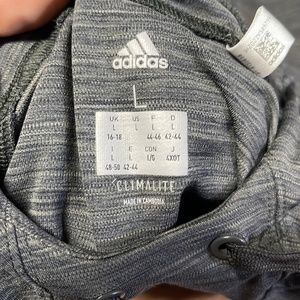 adidas
L
UK US F D
L L L L
16-18 44-46 42-44
I E CON J
L L L/G 4XOT
48-50 42-44
CLIMALITE
MADE IN CAMBODIA